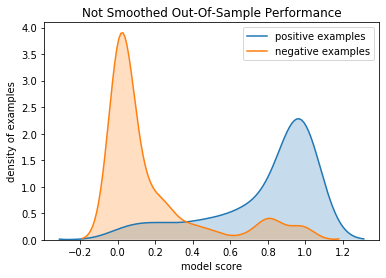 Not Smoothed Out-Of-Sample Performance
positive examples
negative examples
density of examples
4.0
3.5
3.0
2.5
2.0
1.5
1.0
0.5
0.0
−0.2 0.0 0.2 0.4 0.6 0.8 1.0 1.2
model score